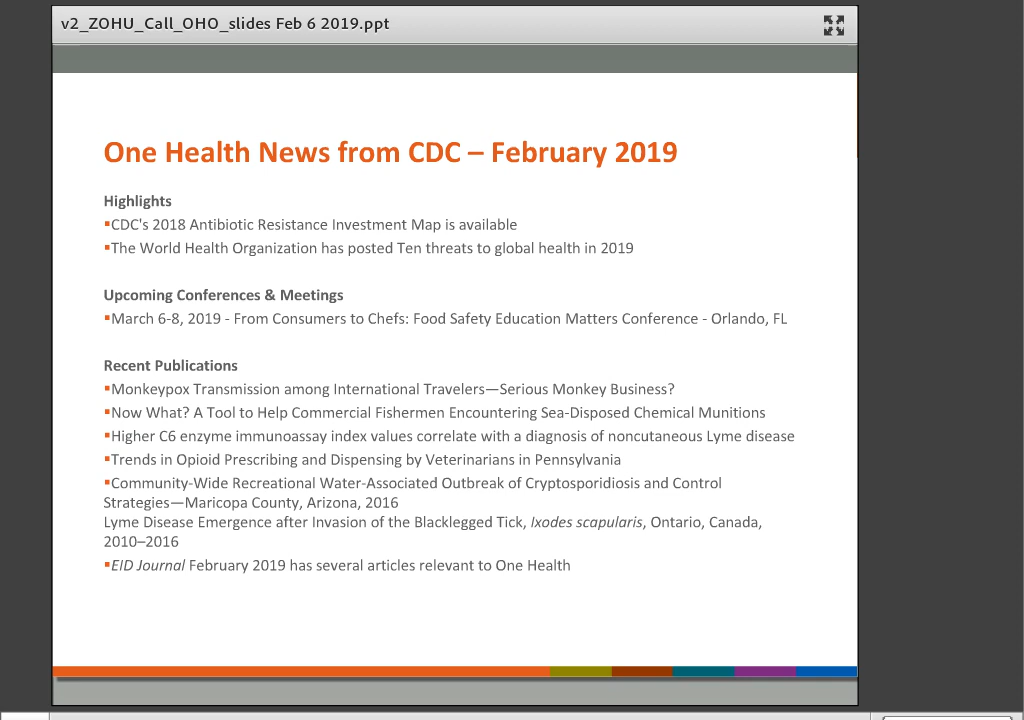 v2_ZOHU_Call_OHO_slides Feb 6 2019.ppt
One Health News from CDC – February 2019
Highlights
▪CDC's 2018 Antibiotic Resistance Investment Map is available
▪The World Health Organization has posted Ten threats to global health in 2019
Upcoming Conferences & Meetings
▪March 6-8, 2019 - From Consumers to Chefs: Food Safety Education Matters Conference - Orlando, FL
Recent Publications
▪Monkeypox Transmission among International Travelers—Serious Monkey Business?
▪Now What? A Tool to Help Commercial Fishermen Encountering Sea-Disposed Chemical Munitions
▪Higher C6 enzyme immunoassay index values correlate with a diagnosis of noncutaneous Lyme disease
▪Trends in Opioid Prescribing and Dispensing by Veterinarians in Pennsylvania
▪Community-Wide Recreational Water-Associated Outbreak of Cryptosporidiosis and Control
Strategies—Maricopa County, Arizona, 2016
Lyme Disease Emergence after Invasion of the Blacklegged Tick, Ixodes scapularis, Ontario, Canada,
2010–2016
▪EID Journal February 2019 has several articles relevant to One Health